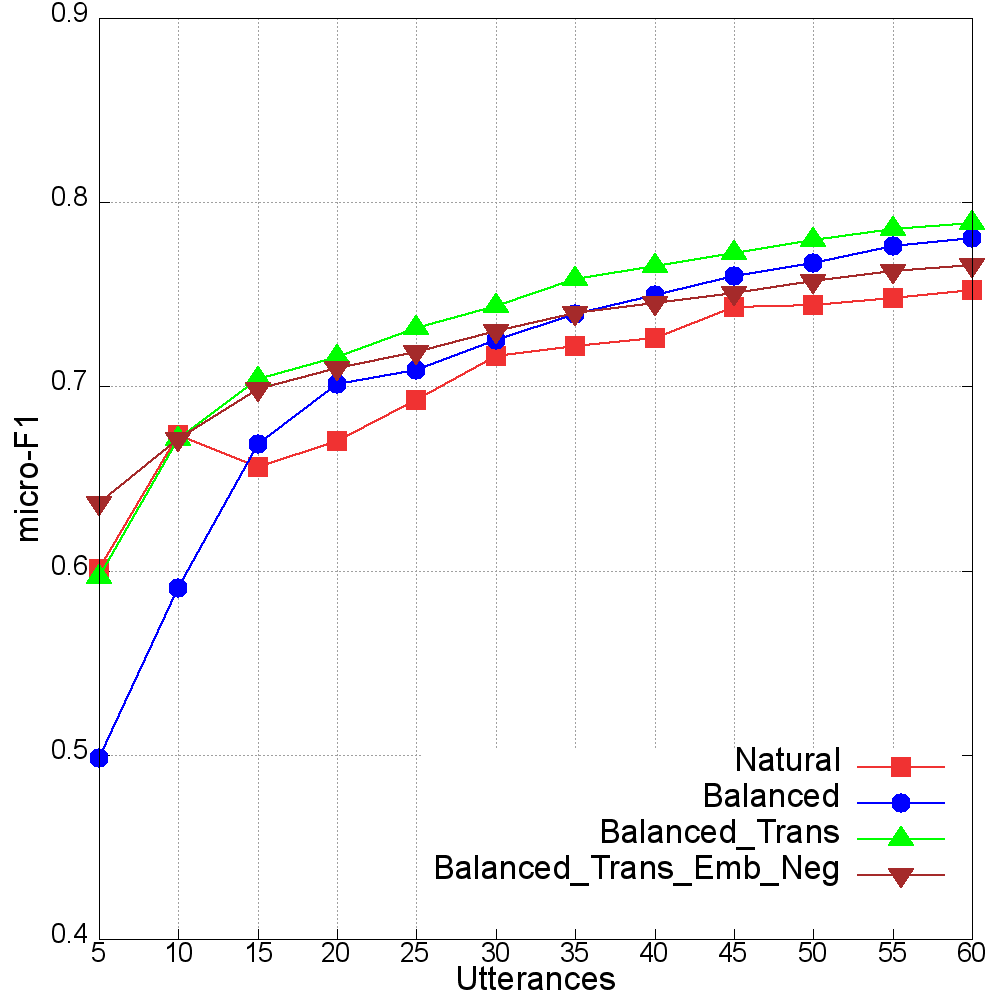 0.9
0.8
0.7
0.6
0.5
0.4
micro-F1
Natural
Balanced
Balanced_Trans
Balanced_Trans_Emb_Neg
5 10 15 20 25 30 35 40 45 50 55 60
Utterances